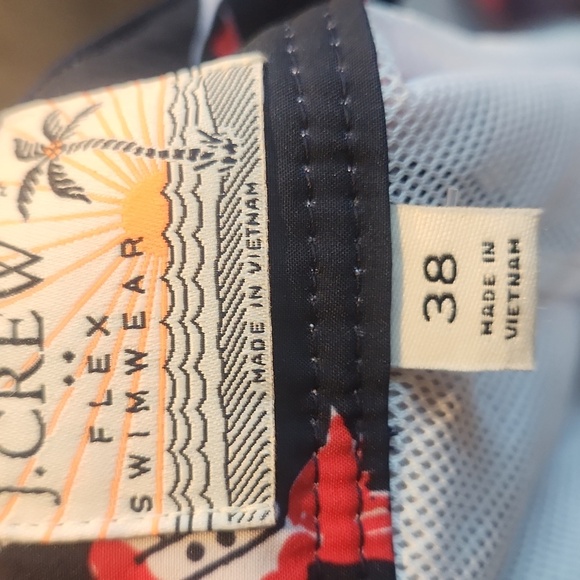 J.CREW
FLEX
SWIMWEAR
MADE IN VIETNAM
38
MADE IN
VIETNAM